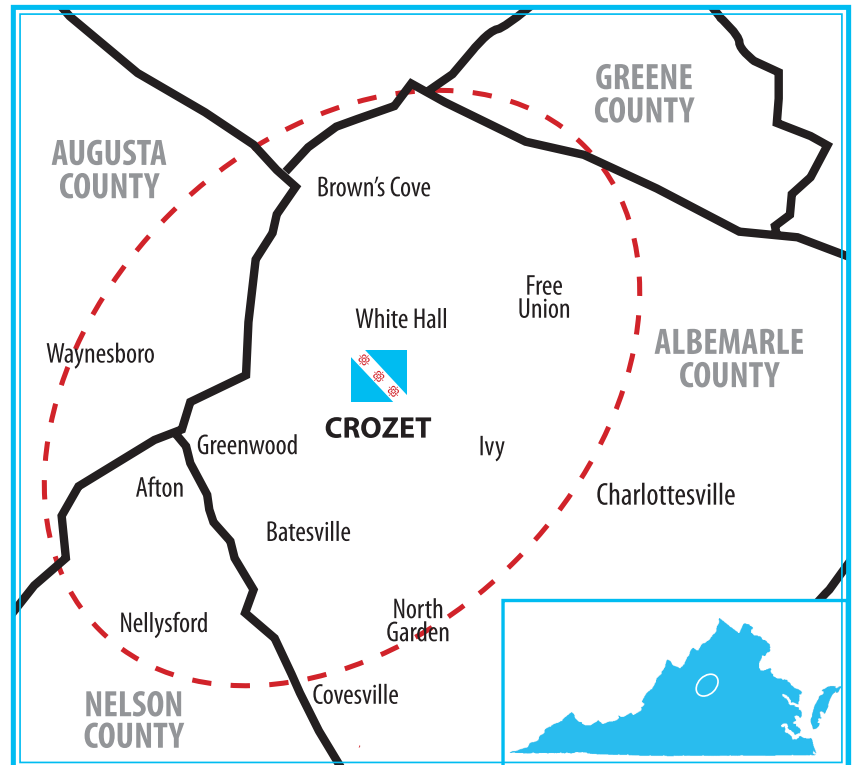 GREENE
COUNTY
AUGUSTA
COUNTY
Brown's Cove
Free
Union
White Hall
Waynesboro
ALBEMARLE
COUNTY
CROZET
Greenwood
Ivy
Afton
Charlottesville
Batesville
Nellysford
North
Garden
Covesville
NELSON
COUNTY